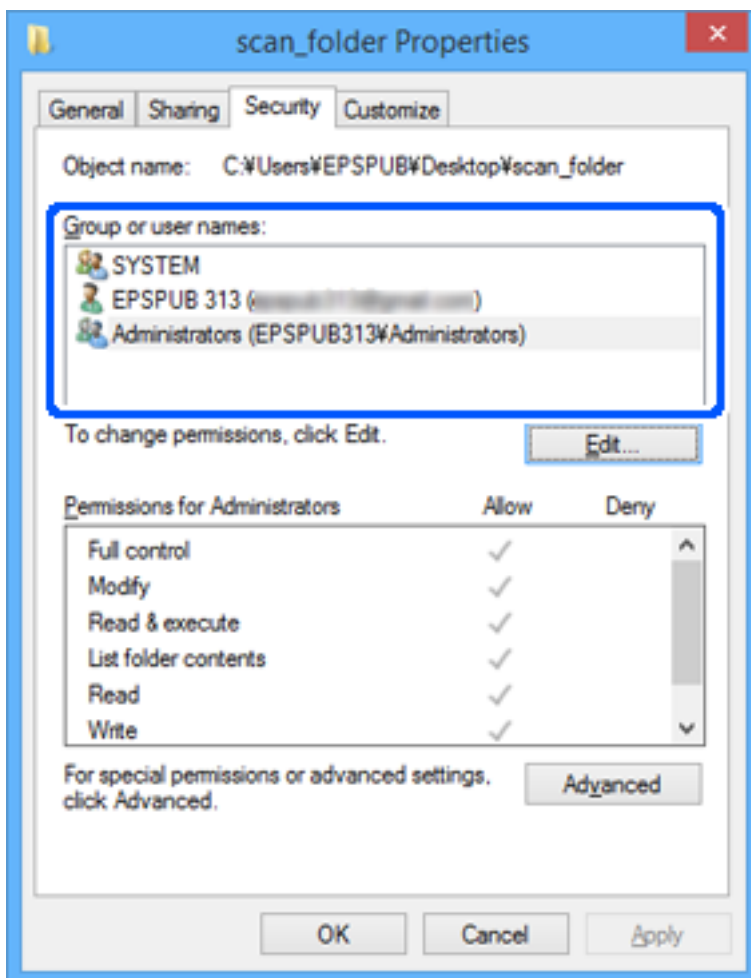 scan_folder Properties
General Sharing Security Customize
Object name: C:¥Users¥EPSPUB¥Desktop¥scan_folder
Group or user names:
SYSTEM
EPSPUB 313 ( )
Administrators (EPSPUB313¥Administrators)
To change permissions, click Edit.
Edit...
Permissions for Administrators Allow Deny
Full control
Modify
Read & execute
List folder contents
Read
Write
For special permissions or advanced settings,
click Advanced.
Advanced
OK Cancel Apply